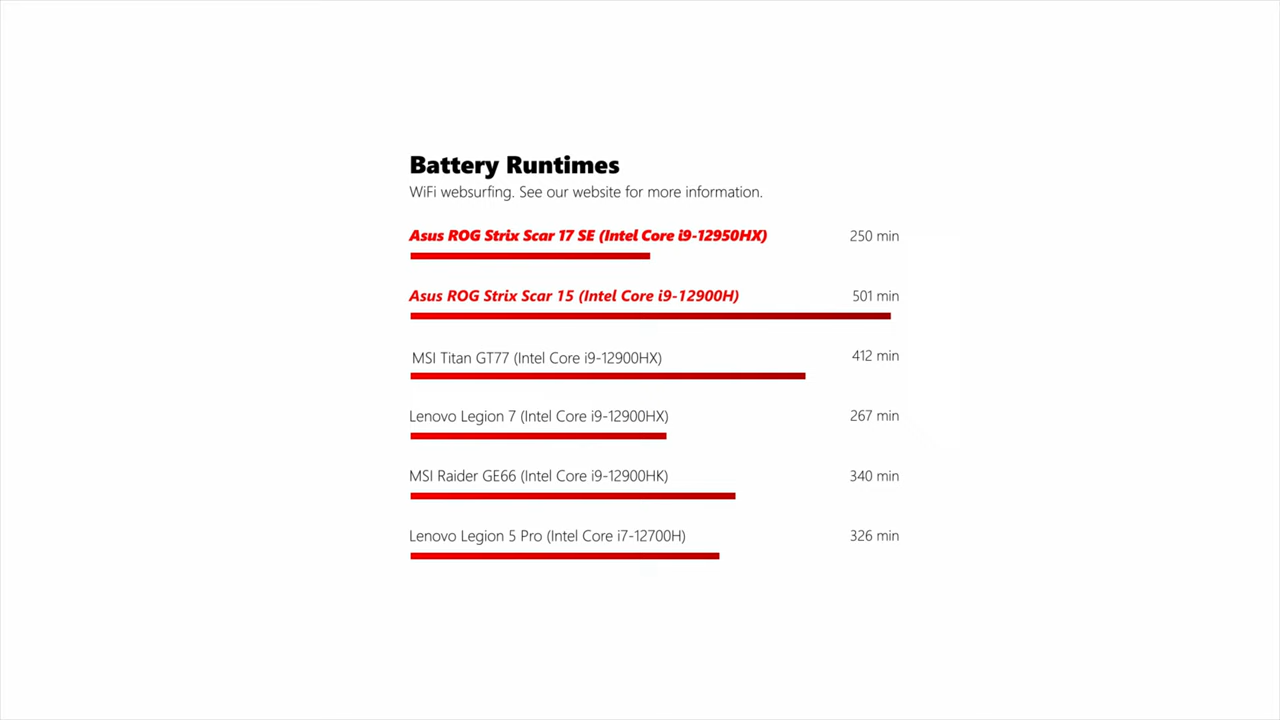 Battery Runtimes
WiFi websurfing. See our website for more information.
Asus ROG Strix Scar 17 SE (Intel Core i9-12950HX) 250 min
Asus ROG Strix Scar 15 (Intel Core i9-12900H) 501 min
MSI Titan GT77 (Intel Core i9-12900HX) 412 min
Lenovo Legion 7 (Intel Core i9-12900HX) 267 min
MSI Raider GE66 (Intel Core i9-12900HK) 340 min
Lenovo Legion 5 Pro (Intel Core i7-12700H) 326 min